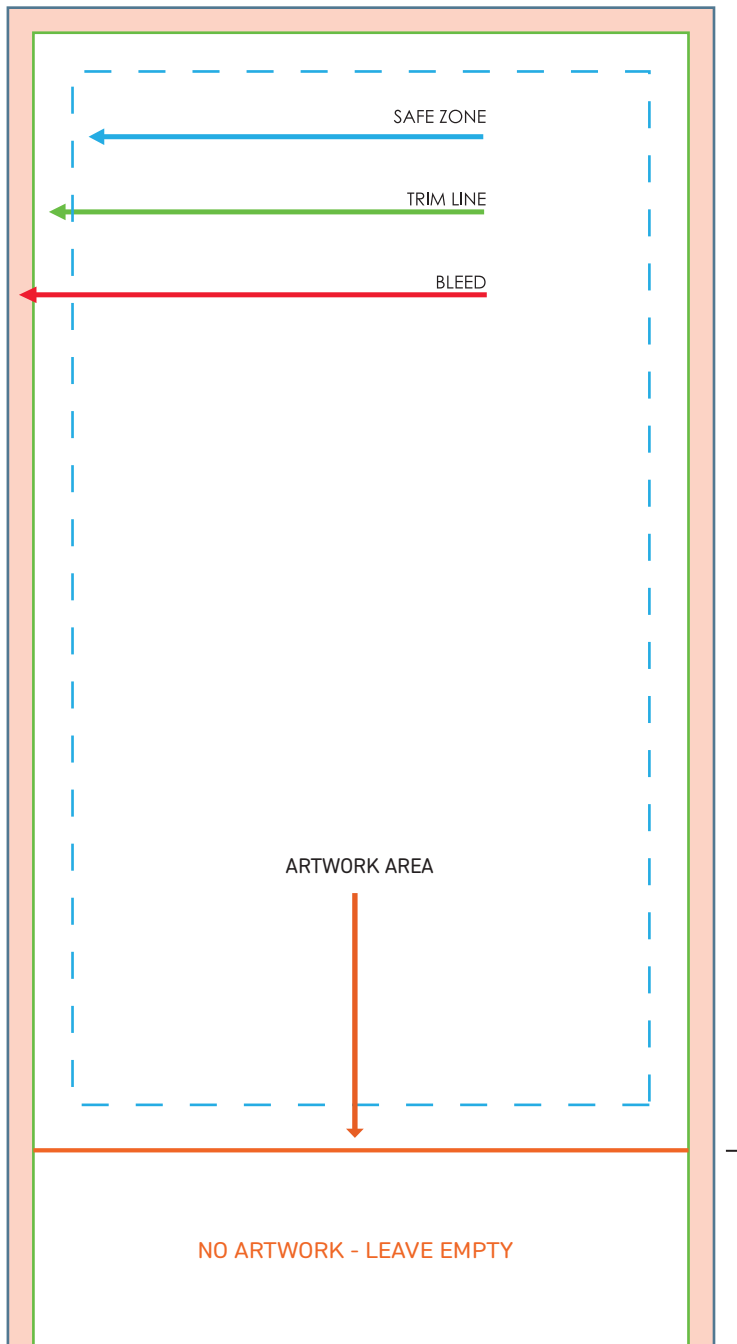 SAFE ZONE
TRIM LINE
BLEED
ARTWORK AREA
NO ARTWORK - LEAVE EMPTY